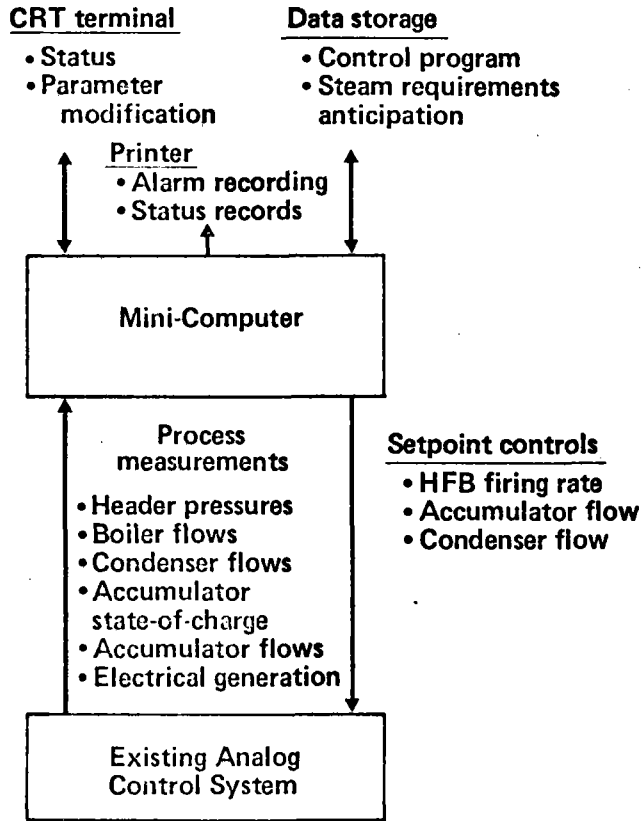 CRT terminal
• Status
• Parameter
modification
Data storage
• Control program
• Steam requirements
anticipation
Printer
• Alarm recording
• Status records
Mini-Computer
Process
measurements
• Header pressures
• Boiler flows
• Condenser flows
• Accumulator
state-of-charge
• Accumulator flows
• Electrical generation
Setpoint controls
• HFB firing rate
• Accumulator flow
• Condenser flow
Existing Analog
Control System